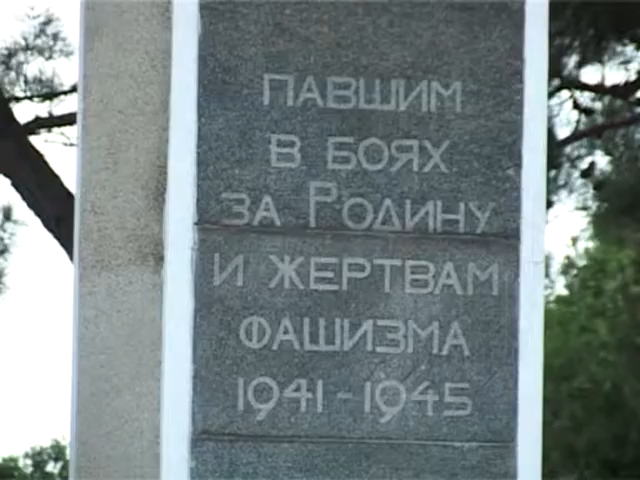 ПАВШИМ
В БОЯХ
ЗА РОДИНУ
И ЖЕРТВАМ
ФАШИЗМА
1941-1945